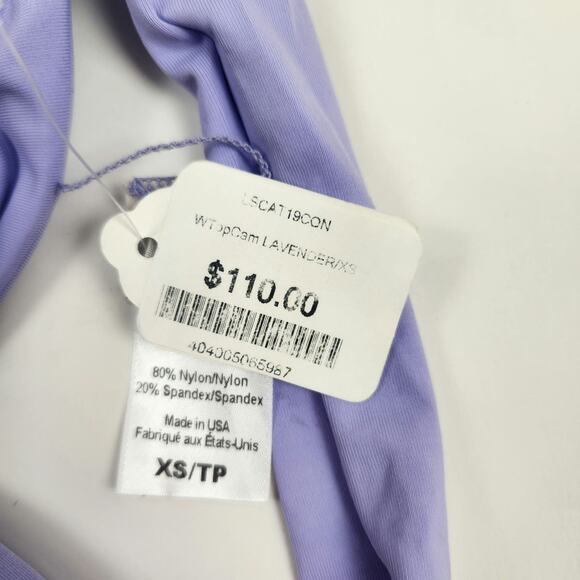 LSCAT19CON
WTopCam LAVENDER/XS
$110.00
404005065987
80% Nylon/Nylon
20% Spandex/Spandex
Made in USA
Fabriqué aux États-Unis
XS/TP